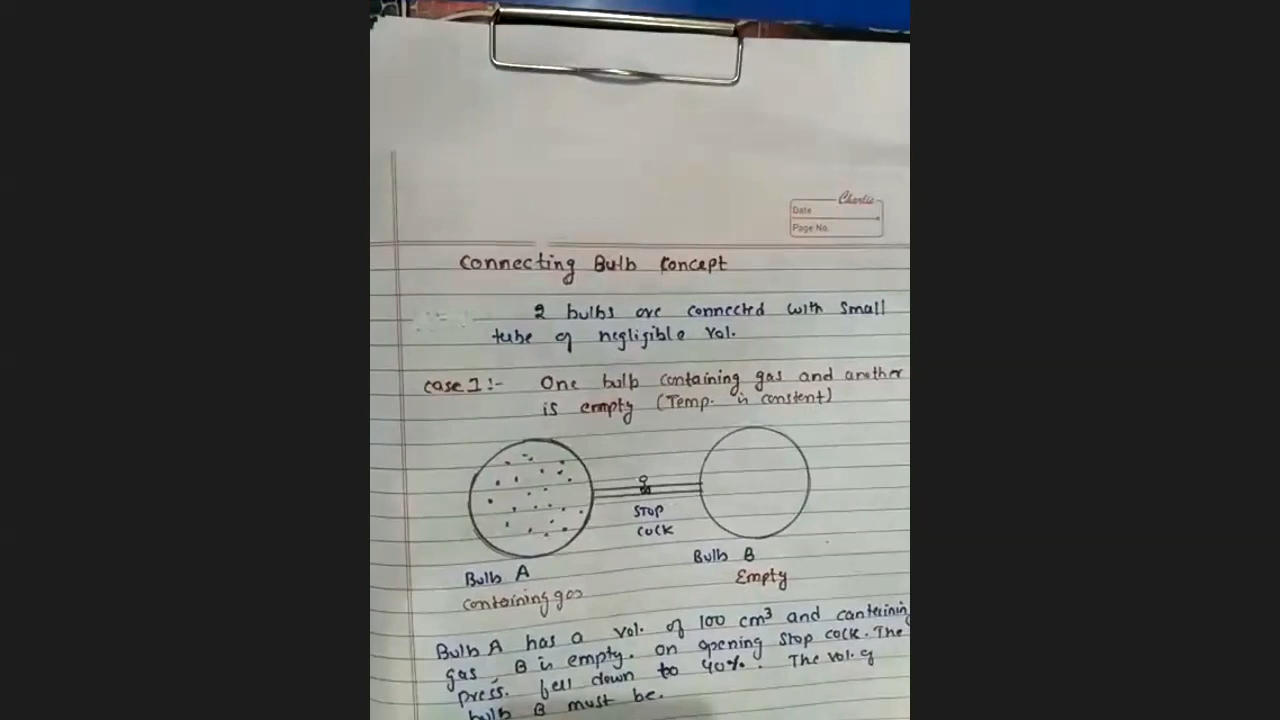 Charlie
Date
Page No.
Connecting Bulb Concept
2 bulbs are connected with small
tube of negligible vol.
Case 1 :- One bulb containing gas and another
is empty (Temp. is constent)
STOP
COCK
Bulb A
containing gas
Bulb B
Empty
Bulb A has a vol. of 100 cm³ and contarining
gas. B is empty. on opening stop cock. The
press. fell down to 40%. The vol. of
bulb B must be.